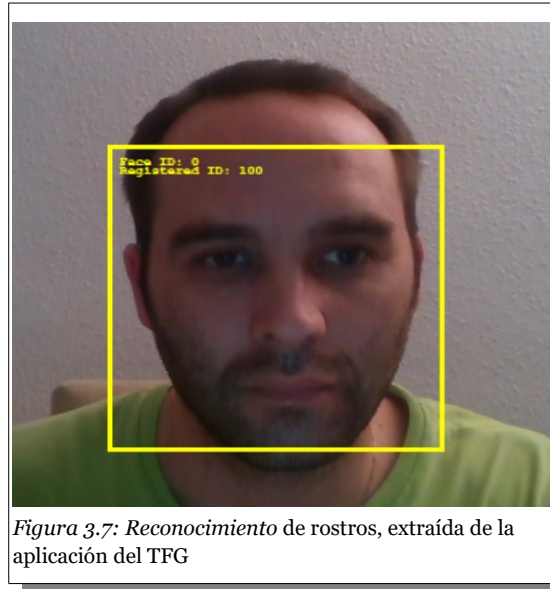 Face ID: 0
Registered ID: 100
Figura 3.7: Reconocimiento de rostros, extraída de la
aplicación del TFG